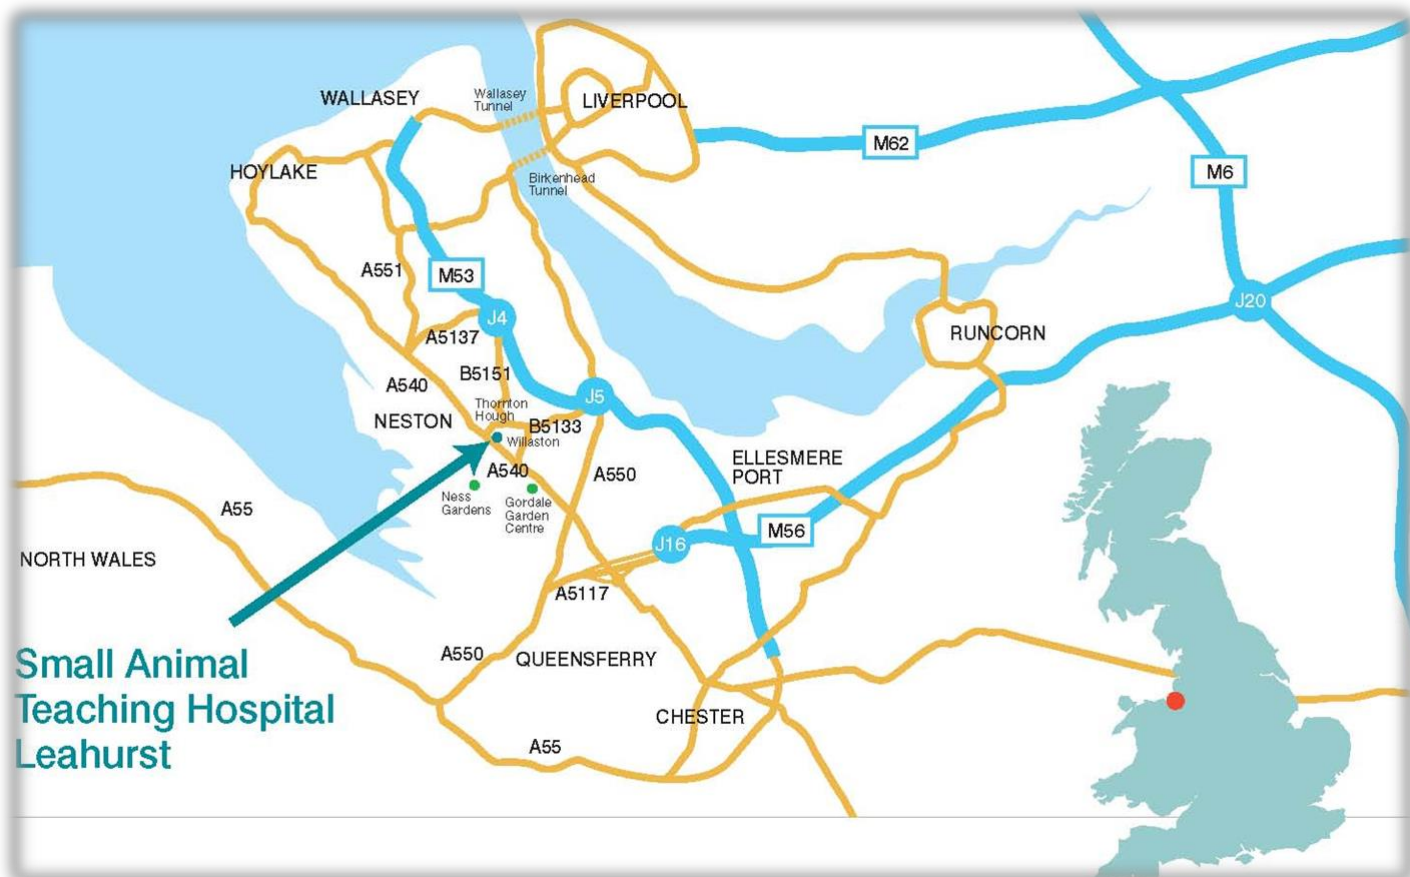 WALLASEY
Wallasey
Tunnel
LIVERPOOL
M62
HOYLAKE
Birkenhead
Tunnel
M6
A551
M53
J4
J20
A5137
RUNCORN
B5151
A540
J5
Thornton
Hough
NESTON
B5133
Willaston
ELLESMERE
PORT
A540
A550
Ness
Gardens
Gordale
Garden
Centre
A55
M56
J16
NORTH WALES
A5117
A550
QUEENSFERRY
Small Animal
Teaching Hospital
Leahurst
CHESTER
A55